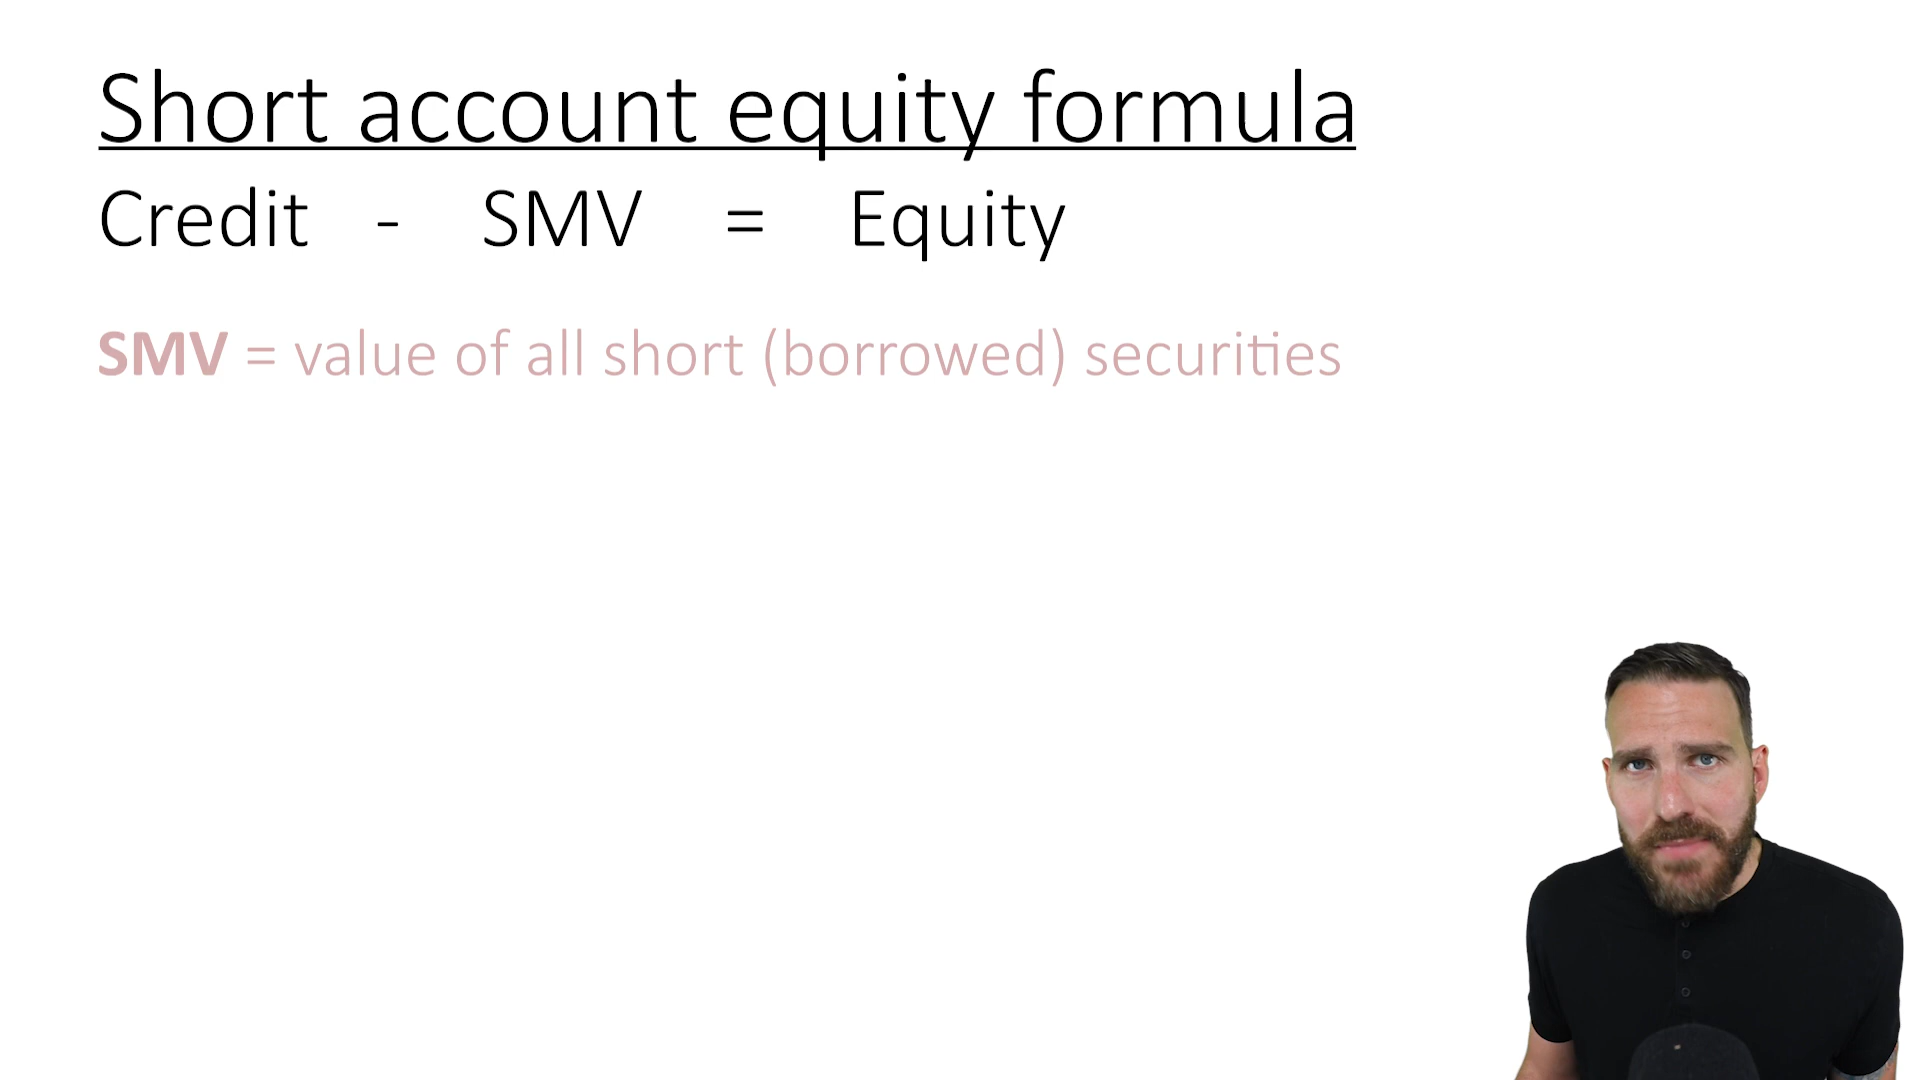 Short account equity formula
Credit - SMV = Equity
SMV = value of all short (borrowed) securities